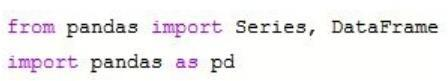 from pandas import Series, DataFrame
import pandas as pd